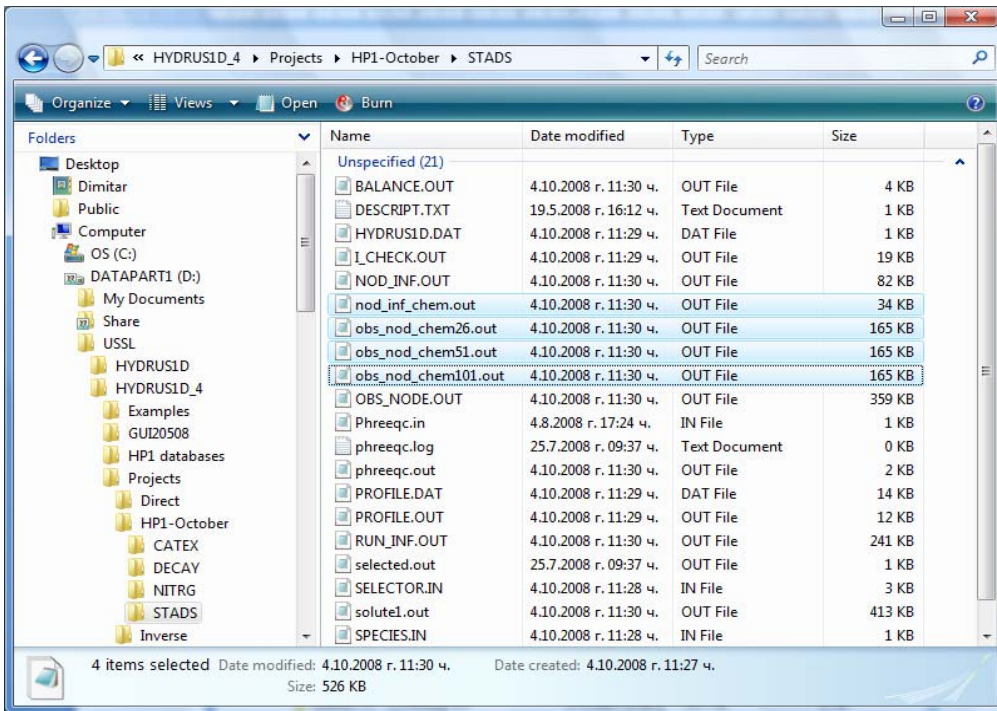 « HYDRUS1D_4 ▸ Projects ▸ HP1-October ▸ STADS
Search
Organize Views Open Burn
Folders
Desktop
Dimitar
Public
Computer
OS (C:)
DATAPART1 (D:)
My Documents
Share
USSL
HYDRUS1D
HYDRUS1D_4
Examples
GUI20508
HP1 databases
Projects
Direct
HP1-October
CATEX
DECAY
NITRG
STADS
Inverse
Name Date modified Type Size
Unspecified (21)
BALANCE.OUT 4.10.2008 г. 11:30 ч. OUT File 4 KB
DESCRIPT.TXT 19.5.2008 г. 16:12 ч. Text Document 1 KB
HYDRUS1D.DAT 4.10.2008 г. 11:29 ч. DAT File 1 KB
I_CHECK.OUT 4.10.2008 г. 11:29 ч. OUT File 19 KB
NOD_INF.OUT 4.10.2008 г. 11:30 ч. OUT File 82 KB
nod_inf_chem.out 4.10.2008 г. 11:30 ч. OUT File 34 KB
obs_nod_chem26.out 4.10.2008 г. 11:30 ч. OUT File 165 KB
obs_nod_chem51.out 4.10.2008 г. 11:30 ч. OUT File 165 KB
obs_nod_chem101.out 4.10.2008 г. 11:30 ч. OUT File 165 KB
OBS_NODE.OUT 4.10.2008 г. 11:30 ч. OUT File 359 KB
Phreeqc.in 4.8.2008 г. 17:24 ч. IN File 1 KB
phreeqc.log 25.7.2008 г. 09:37 ч. Text Document 0 KB
phreeqc.out 4.10.2008 г. 11:30 ч. OUT File 2 KB
PROFILE.DAT 4.10.2008 г. 11:29 ч. DAT File 14 KB
PROFILE.OUT 4.10.2008 г. 11:29 ч. OUT File 12 KB
RUN_INF.OUT 4.10.2008 г. 11:30 ч. OUT File 241 KB
selected.out 25.7.2008 г. 09:37 ч. OUT File 1 KB
SELECTOR.IN 4.10.2008 г. 11:28 ч. IN File 3 KB
solute1.out 4.10.2008 г. 11:30 ч. OUT File 413 KB
SPECIES.IN 4.10.2008 г. 11:28 ч. IN File 1 KB
4 items selected Date modified: 4.10.2008 г. 11:30 ч. Date created: 4.10.2008 г. 11:27 ч.
Size: 526 KB